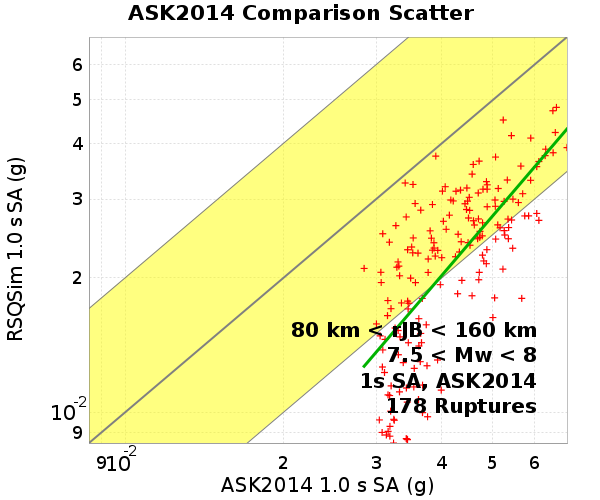 ASK2014 Comparison Scatter
RSQSim 1.0 s SA (g)
6
5
4
3
2
10-2
9
80 km < rJB < 160 km
7.5 < Mw < 8
1s SA, ASK2014
178 Ruptures
9 10-2 2 3 4 5 6
ASK2014 1.0 s SA (g)